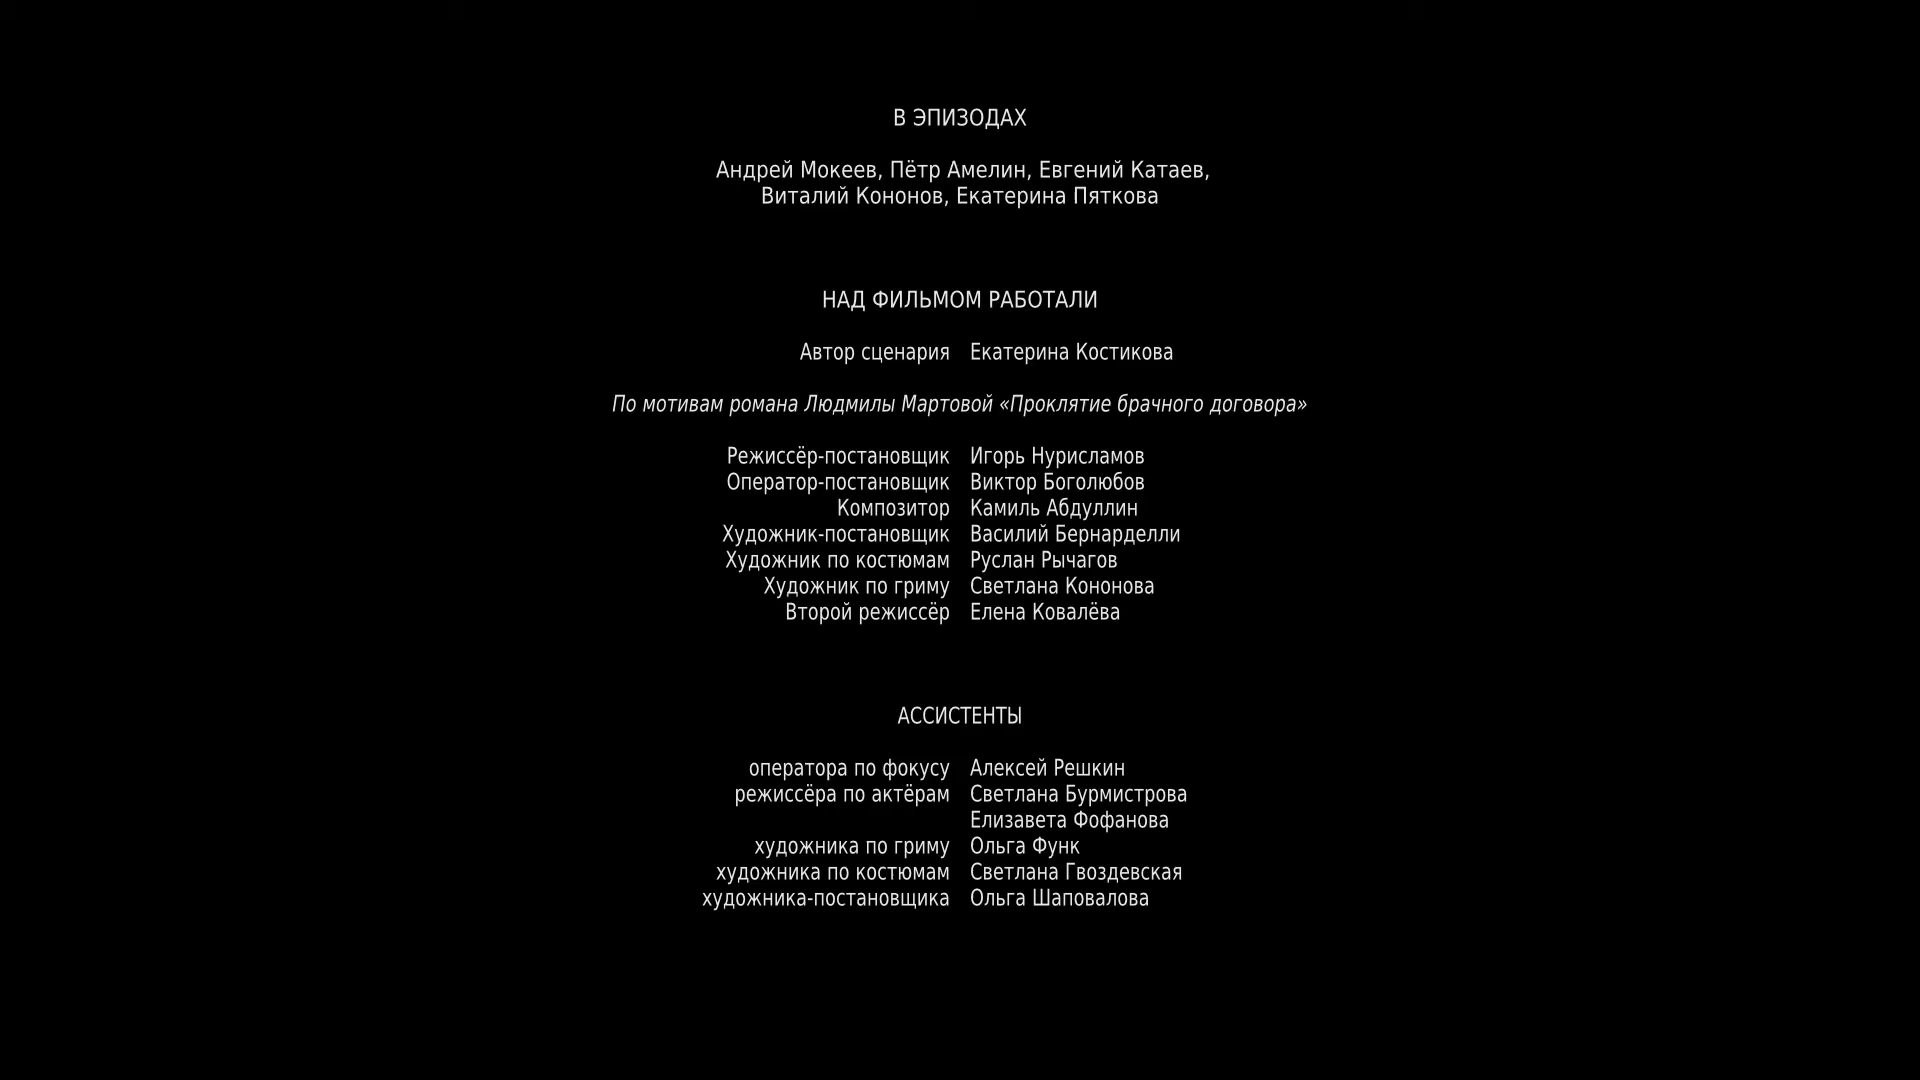 В ЭПИЗОДАХ
Андрей Мокеев, Пётр Амелин, Евгений Катаев,
Виталий Кононов, Екатерина Пяткова
НАД ФИЛЬМОМ РАБОТАЛИ
Автор сценария Екатерина Костикова
По мотивам романа Людмилы Мартовой «Проклятие брачного договора»
Режиссёр-постановщик Игорь Нурисламов
Оператор-постановщик Виктор Боголюбов
Композитор Камиль Абдуллин
Художник-постановщик Василий Бернарделли
Художник по костюмам Руслан Рычагов
Художник по гриму Светлана Кононова
Второй режиссёр Елена Ковалёва
АССИСТЕНТЫ
оператора по фокусу Алексей Решкин
режиссёра по актёрам Светлана Бурмистрова
Елизавета Фофанова
художника по гриму Ольга Функ
художника по костюмам Светлана Гвоздевская
художника-постановщика Ольга Шаповалова